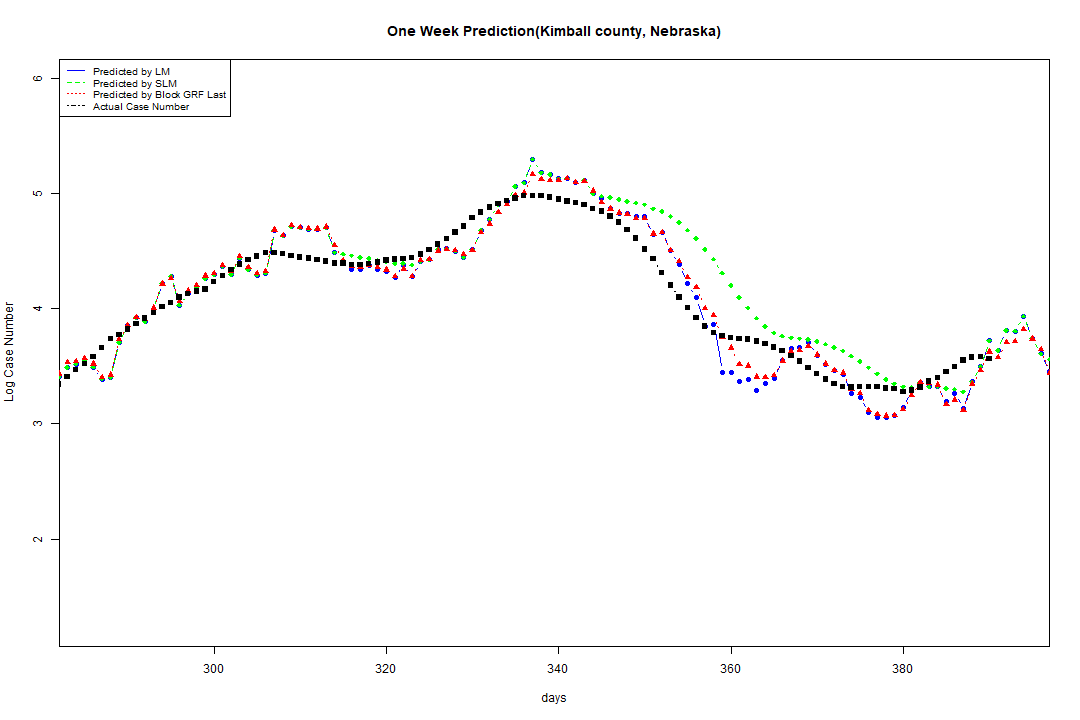 One Week Prediction(Kimball county, Nebraska)
Predicted by LM
Predicted by SLM
Predicted by Block GRF Last
Actual Case Number
6
5
4
3
2
Log Case Number
300 320 340 360 380
days